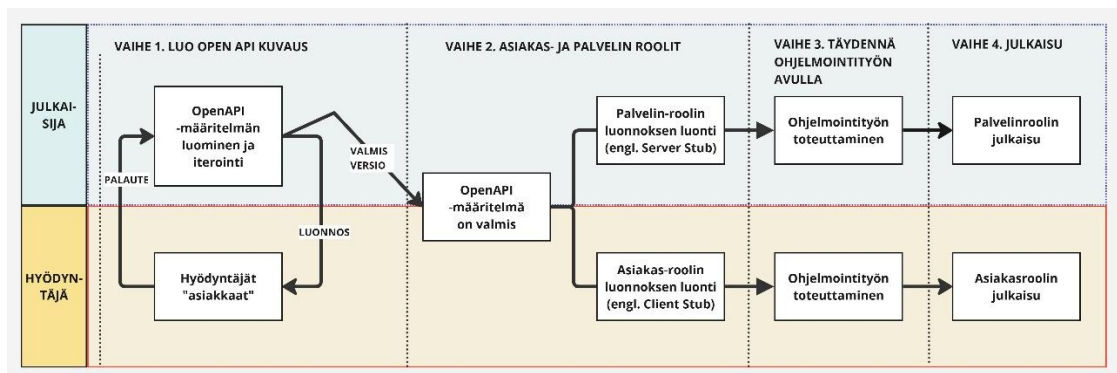 VAIHE 1. LUO OPEN API KUVAUS
VAIHE 2. ASIAKAS- JA PALVELIN ROOLIT
VAIHE 3. TÄYDENNÄ
OHJELMOINTITYÖN
AVULLA
VAIHE 4. JULKAISU
JULKAI-
SIJA
OpenAPI
-määritelmän
luominen ja
iterointi
PALAUTE
VALMIS
VERSIO
LUONNOS
OpenAPI
-määritelmä
on valmis
Palvelin-roolin
luonnoksen luonti
(engl. Server Stub)
Ohjelmointityön
toteuttaminen
Palvelinroolin
julkaisu
HYÖDYN-
TÄJÄ
Hyödyntäjät
"asiakkaat"
Asiakas-roolin
luonnoksen luonti
(engl. Client Stub)
Ohjelmointityön
toteuttaminen
Asiakasroolin
julkaisu